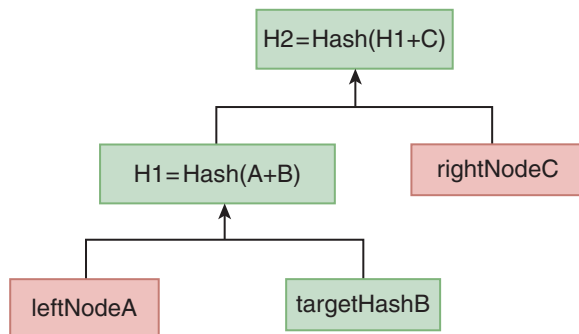 H2=Hash(H1+C)
H1=Hash(A+B)
rightNodeC
leftNodeA
targetHashB